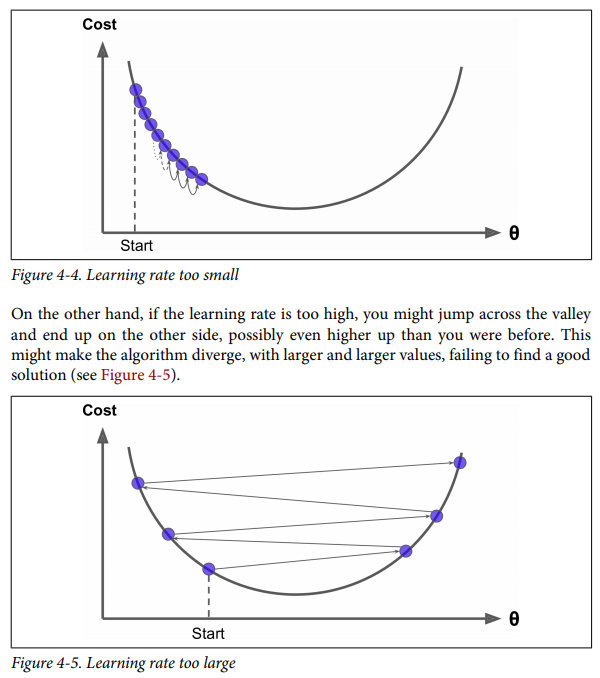 Cost
θ
Start
Figure 4-4. Learning rate too small
On the other hand, if the learning rate is too high, you might jump across the valley
and end up on the other side, possibly even higher up than you were before. This
might make the algorithm diverge, with larger and larger values, failing to find a good
solution (see Figure 4-5).
Cost
θ
Start
Figure 4-5. Learning rate too large